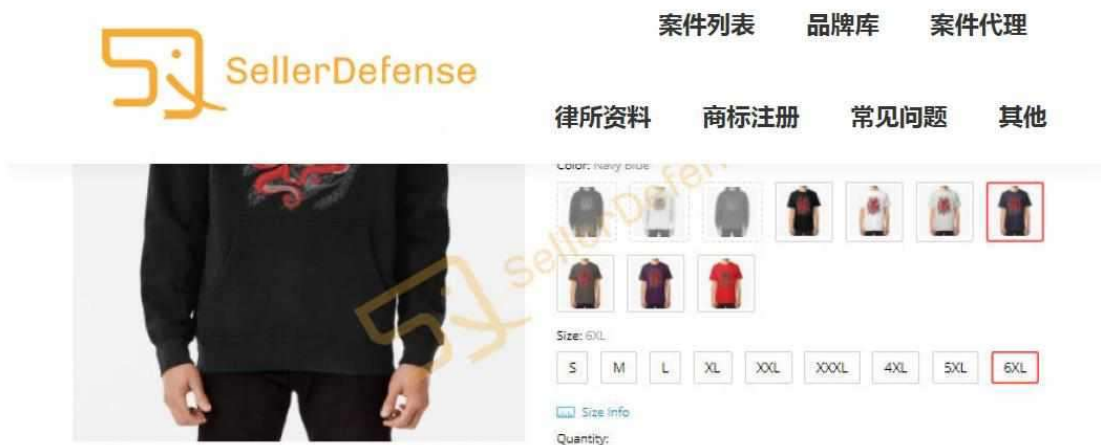 案件列表 品牌库 案件代理
SellerDefense
律所资料 商标注册 常见问题 其他
Color: Navy Blue
SellerDefense
Size: 6XL
S M L XL XXL XXXL 4XL 5XL 6XL
Size Info
Quantity: